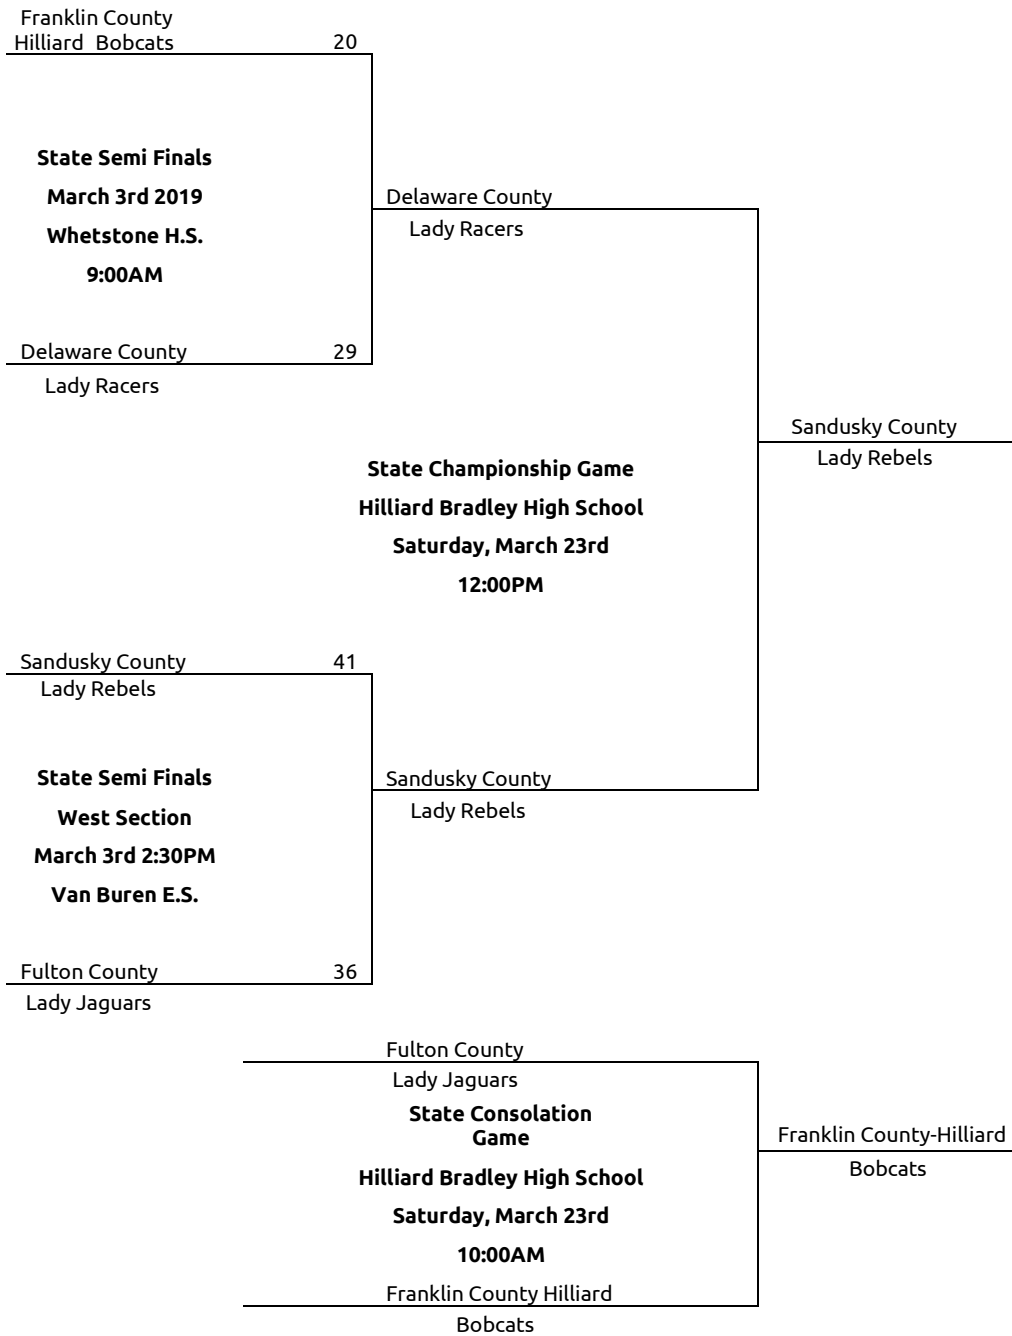 Franklin County
Hilliard  Bobcats 20
State Semi Finals
March 3rd 2019
Whetstone H.S.
9:00AM
Delaware County
Lady Racers
Delaware County 29
Lady Racers
Sandusky County
Lady Rebels
State Championship Game
Hilliard Bradley High School
Saturday, March 23rd
12:00PM
Sandusky County 41
Lady Rebels
State Semi Finals
West Section
March 3rd 2:30PM
Van Buren E.S.
Sandusky County
Lady Rebels
Fulton County 36
Lady Jaguars
Fulton County
Lady Jaguars
State Consolation
Game
Hilliard Bradley High School
Saturday, March 23rd
10:00AM
Franklin County-Hilliard
Bobcats
Franklin County Hilliard
Bobcats